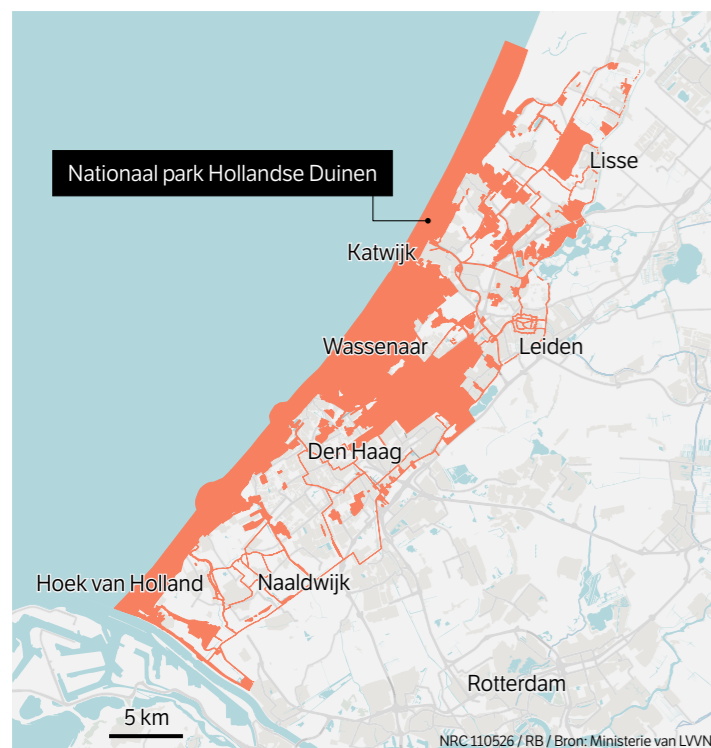 Nationaal park Hollandse Duinen
Lisse
Katwijk
Wassenaar
Leiden
Den Haag
Hoek van Holland
Naaldwijk
Rotterdam
5 km
NRC 110526 / RB / Bron: Ministerie van LVVN